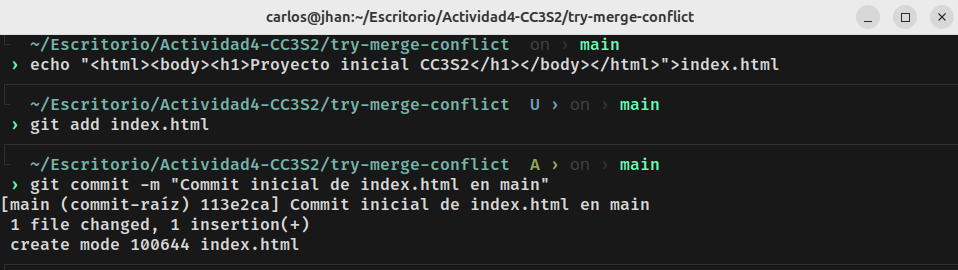 carlos@jhan:~/Escritorio/Actividad4-CC3S2/try-merge-conflict
~/Escritorio/Actividad4-CC3S2/try-merge-conflict on › main
› echo "<html><body><h1>Proyecto inicial CC3S2</h1></body></html>">index.html
~/Escritorio/Actividad4-CC3S2/try-merge-conflict U › on › main
› git add index.html
~/Escritorio/Actividad4-CC3S2/try-merge-conflict A › on › main
› git commit -m "Commit inicial de index.html en main"
[main (commit-raíz) 113e2ca] Commit inicial de index.html en main
1 file changed, 1 insertion(+)
create mode 100644 index.html